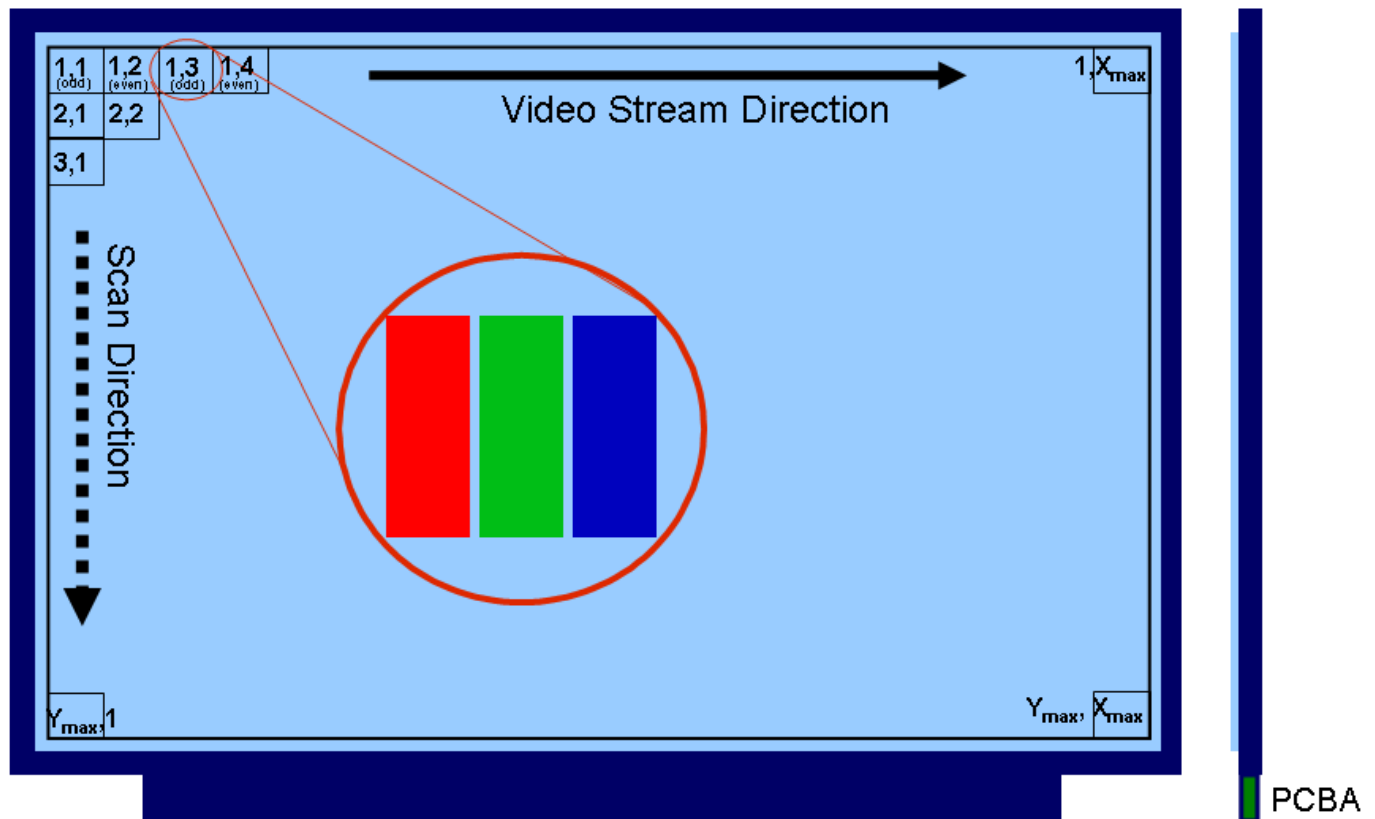 1,1 1,2 1,3 1,4 1,Xmax
(odd) (even) (odd) (even)
Video Stream Direction
2,1 2,2
3,1
Scan Direction
Ymax,1 Ymax, Xmax
PCBA